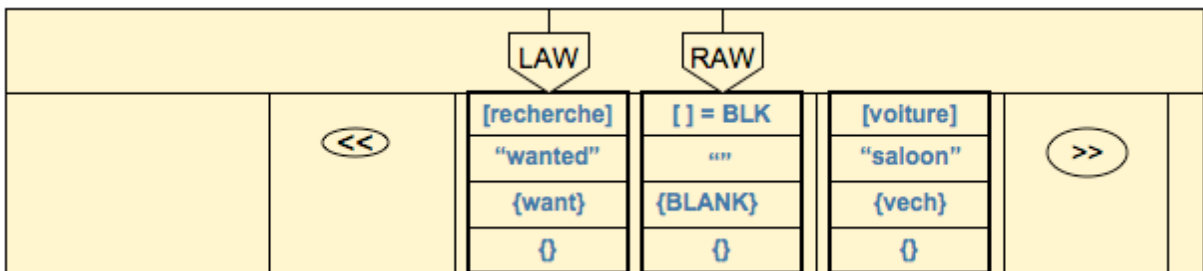 LAW RAW
[recherche] [ ] = BLK [voiture]
<< “wanted” “” “saloon” >>
{want} {BLANK} {vech}
{} {} {}